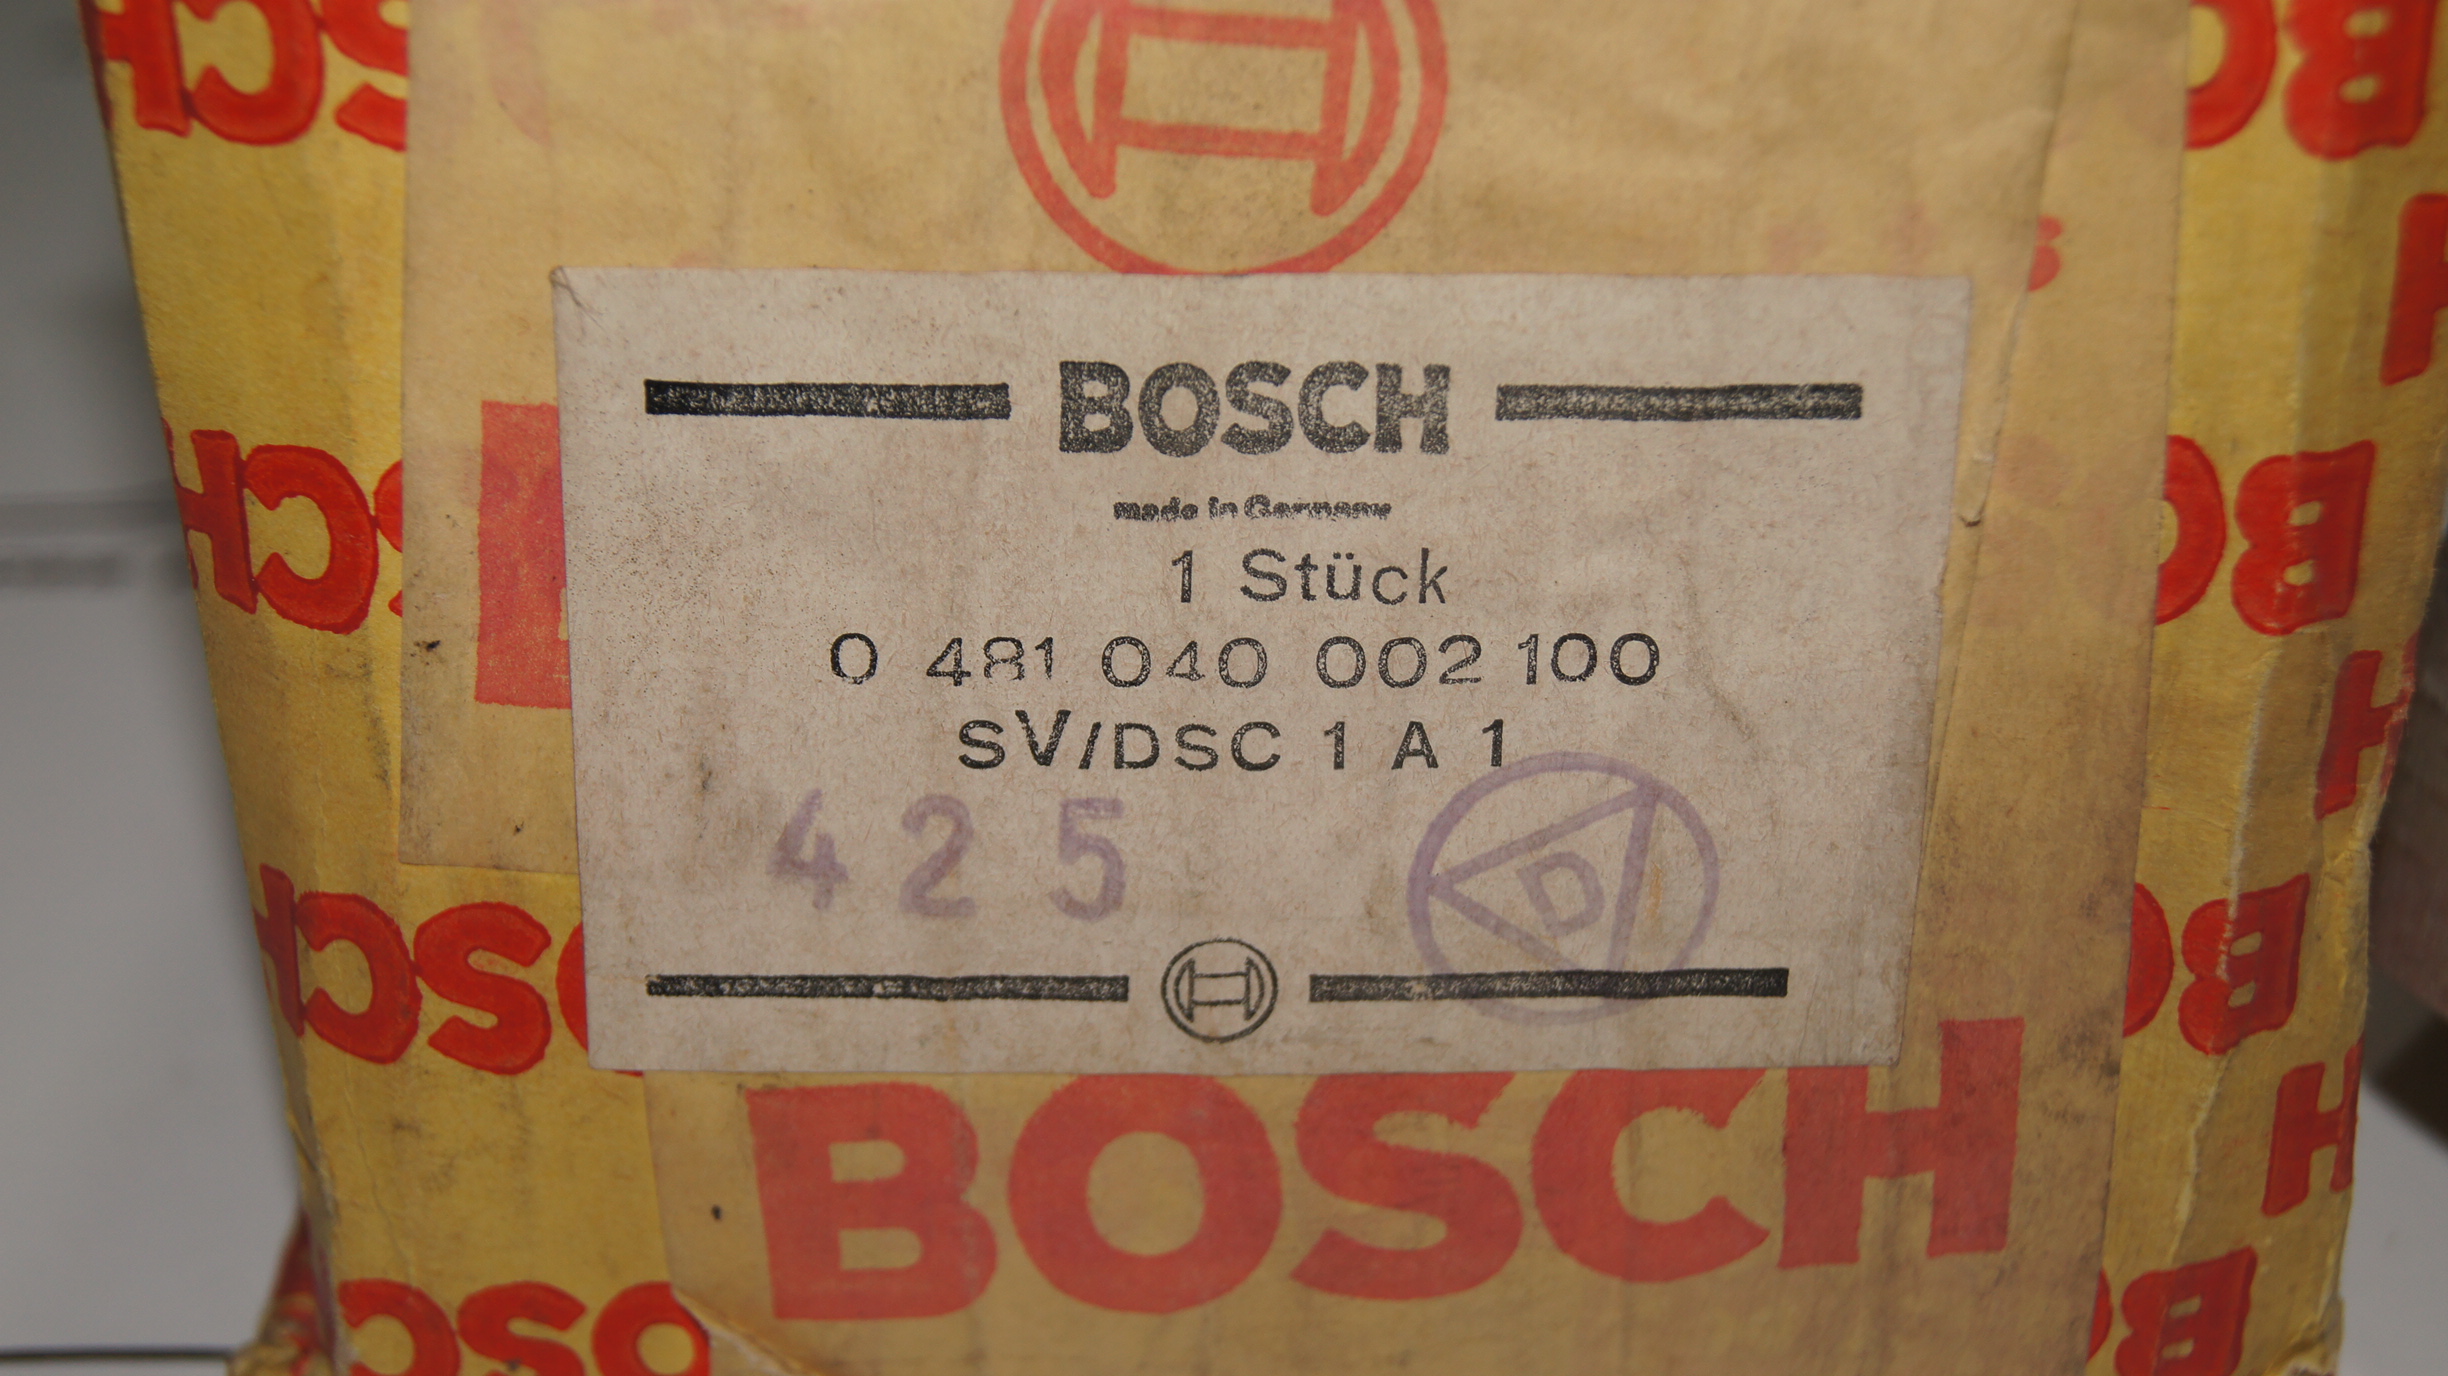 BOSCH
made in Germany
1 Stück
0 481 040 002 100
SV/DSC 1 A 1
425
D
BOSCH